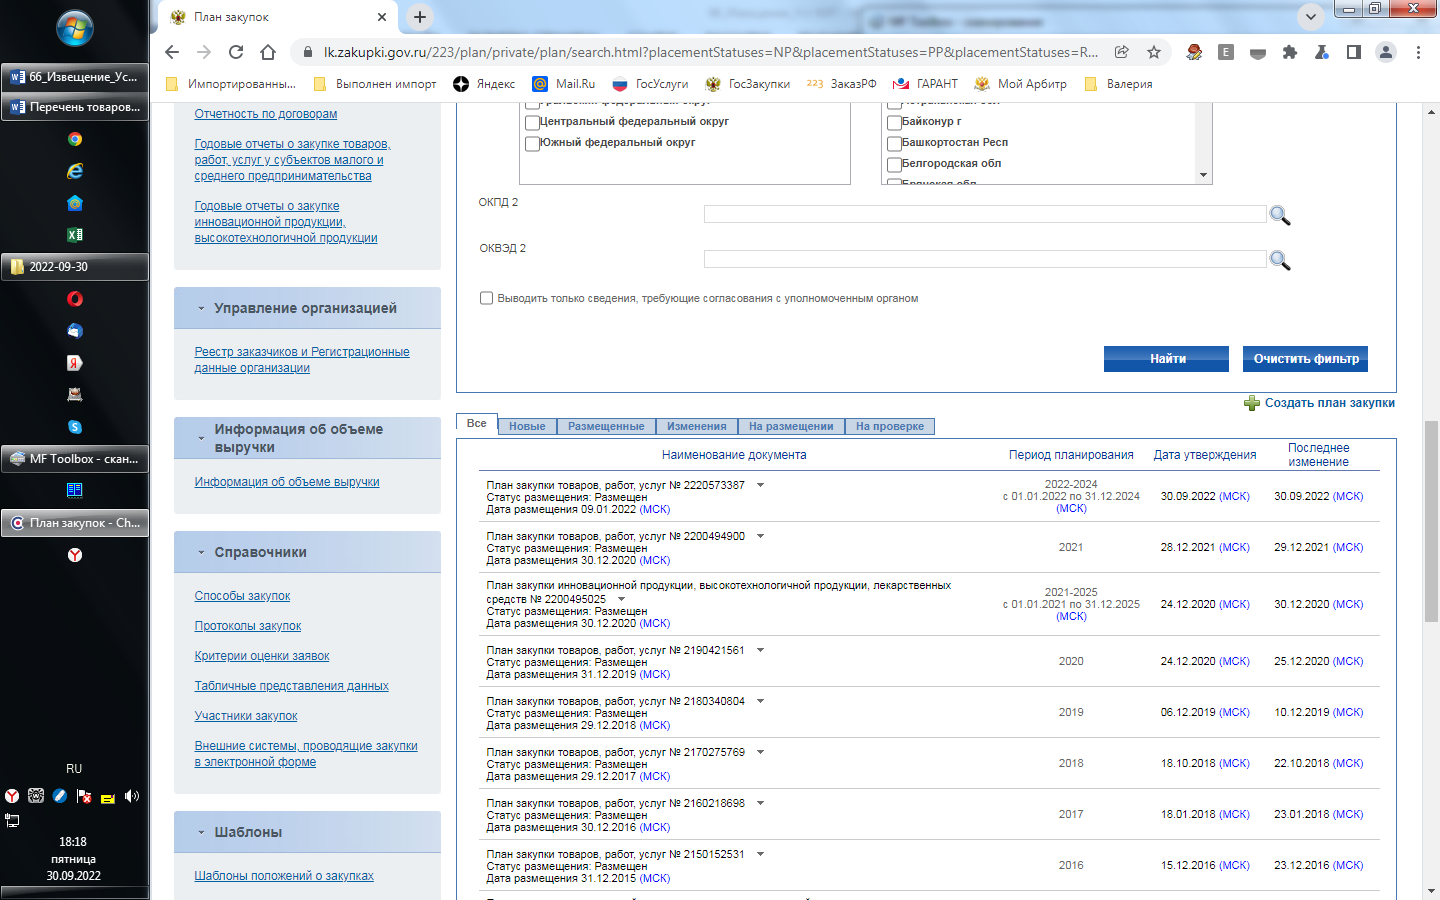 План закупок
66_Извещение_Ус...
Перечень товаров...
2022-09-30
MF Toolbox - скан...
План закупок - Ch...
RU
18:18
пятница
30.09.2022
lk.zakupki.gov.ru/223/plan/private/plan/search.html?placementStatuses=NP&placementStatuses=PP&placementStatuses=R...
Импортированны...
Выполнен импорт
Яндекс
Mail.Ru
ГосУслуги
ГосЗакупки
223 ЗаказРФ
ГАРАНТ
Мой Арбитр
Валерия
Отчетность по договорам
Годовые отчеты о закупке товаров,
работ, услуг у субъектов малого и
среднего предпринимательства
Годовые отчеты о закупке
инновационной продукции,
высокотехнологичной продукции
Управление организацией
Реестр заказчиков и Регистрационные
данные организации
Информация об объеме
выручки
Информация об объеме выручки
Справочники
Способы закупок
Протоколы закупок
Критерии оценки заявок
Табличные представления данных
Участники закупок
Внешние системы, проводящие закупки
в электронной форме
Шаблоны
Шаблоны положений о закупках
Уральский федеральный округ
Центральный федеральный округ
Южный федеральный округ
Астраханская обл
Байконур г
Башкортостан Респ
Белгородская обл
Брянская обл
ОКПД 2
ОКВЭД 2
Выводить только сведения, требующие согласования с уполномоченным органом
Найти
Очистить фильтр
Создать план закупки
Все
Новые
Размещенные
Изменения
На размещении
На проверке
Наименование документа
Период планирования
Дата утверждения
Последнее
изменение
План закупки товаров, работ, услуг № 2220573387
Статус размещения: Размещен
Дата размещения 09.01.2022 (МСК)
2022-2024
с 01.01.2022 по 31.12.2024
(МСК)
30.09.2022 (МСК)
30.09.2022 (МСК)
План закупки товаров, работ, услуг № 2200494900
Статус размещения: Размещен
Дата размещения 30.12.2020 (МСК)
2021
28.12.2021 (МСК)
29.12.2021 (МСК)
План закупки инновационной продукции, высокотехнологичной продукции, лекарственных
средств № 2200495025
Статус размещения: Размещен
Дата размещения 30.12.2020 (МСК)
2021-2025
с 01.01.2021 по 31.12.2025
(МСК)
24.12.2020 (МСК)
30.12.2020 (МСК)
План закупки товаров, работ, услуг № 2190421561
Статус размещения: Размещен
Дата размещения 31.12.2019 (МСК)
2020
24.12.2020 (МСК)
25.12.2020 (МСК)
План закупки товаров, работ, услуг № 2180340804
Статус размещения: Размещен
Дата размещения 29.12.2018 (МСК)
2019
06.12.2019 (МСК)
10.12.2019 (МСК)
План закупки товаров, работ, услуг № 2170275769
Статус размещения: Размещен
Дата размещения 29.12.2017 (МСК)
2018
18.10.2018 (МСК)
22.10.2018 (МСК)
План закупки товаров, работ, услуг № 2160218698
Статус размещения: Размещен
Дата размещения 30.12.2016 (МСК)
2017
18.01.2018 (МСК)
23.01.2018 (МСК)
План закупки товаров, работ, услуг № 2150152531
Статус размещения: Размещен
Дата размещения 31.12.2015 (МСК)
2016
15.12.2016 (МСК)
23.12.2016 (МСК)